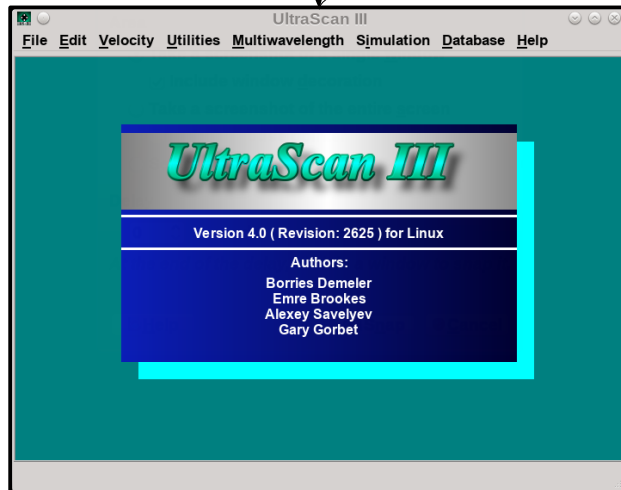 UltraScan III
File Edit Velocity Utilities Multiwavelength Simulation Database Help
UltraScan III
Version 4.0 ( Revision: 2625 ) for Linux
Authors:
Borries Demeler
Emre Brookes
Alexey Savelyev
Gary Gorbet